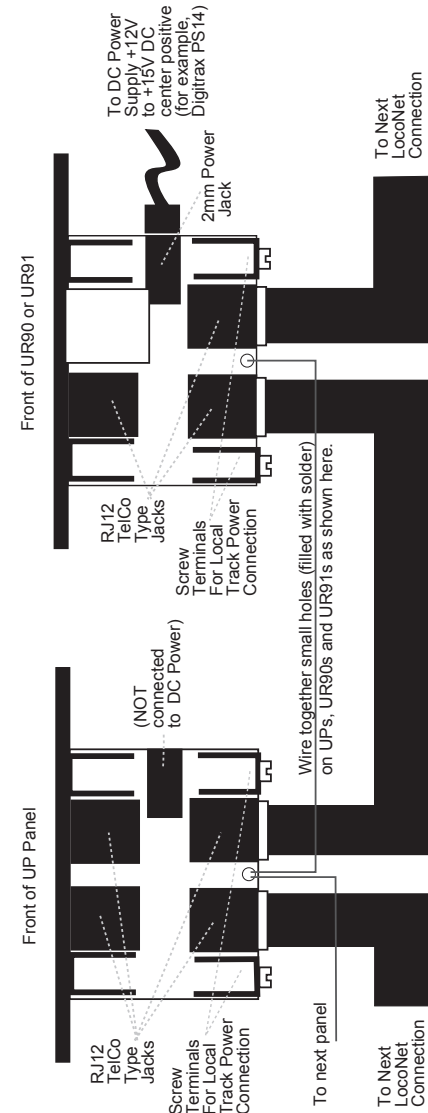 Front of UP Panel
RJ12
TelCo
Type
Jacks
(NOT
connected
to DC Power)
Screw
Terminals
For Local
Track Power
Connection
To next panel
To Next
LocoNet
Connection
Front of UR90 or UR91
RJ12
TelCo
Type
Jacks
To DC Power
Supply +12V
to +15V DC
center positive
(for example,
Digitrax PS14)
2mm Power
Jack
Screw
Terminals
For Local
Track Power
Connection
Wire together small holes (filled with solder)
on UPs, UR90s and UR91s as shown here.
To Next
LocoNet
Connection